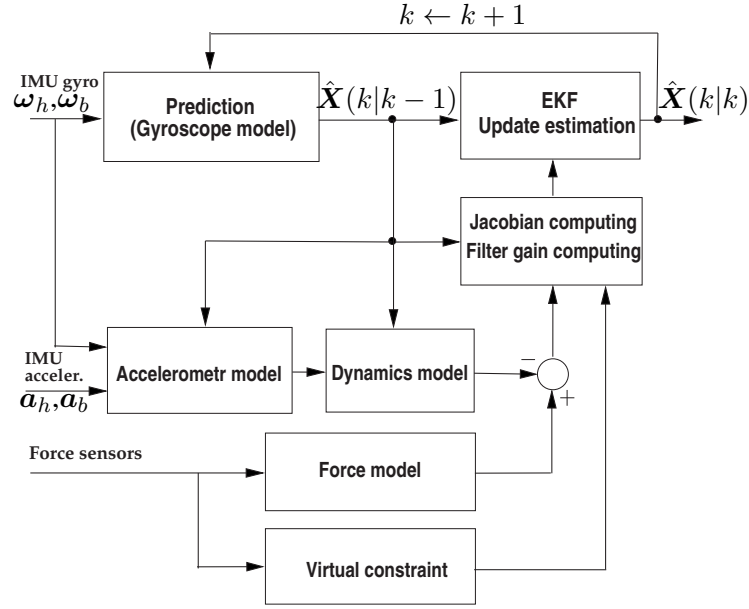 k ← k + 1
IMU gyro
ω_h,ω_b
Prediction
(Gyroscope model)
X̂(k|k − 1)
EKF
Update estimation
X̂(k|k)
Jacobian computing
Filter gain computing
IMU
acceler.
a_h,a_b
Accelerometr model
Dynamics model
−
+
Force sensors
Force model
Virtual constraint